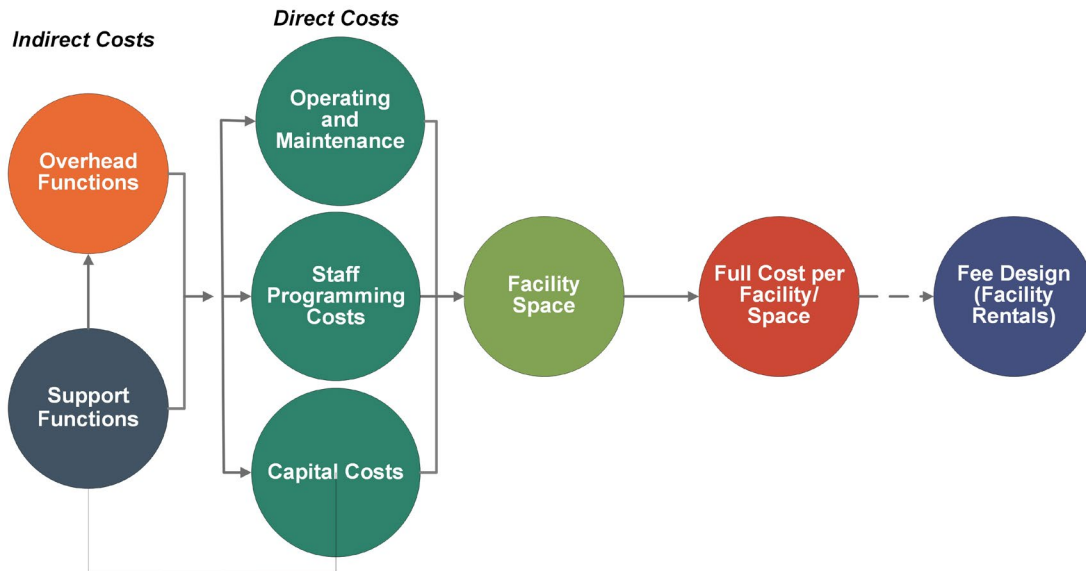 Indirect Costs
Direct Costs
Overhead
Functions
Support
Functions
Operating
and
Maintenance
Staff
Programming
Costs
Capital Costs
Facility
Space
Full Cost per
Facility/
Space
Fee Design
(Facility
Rentals)